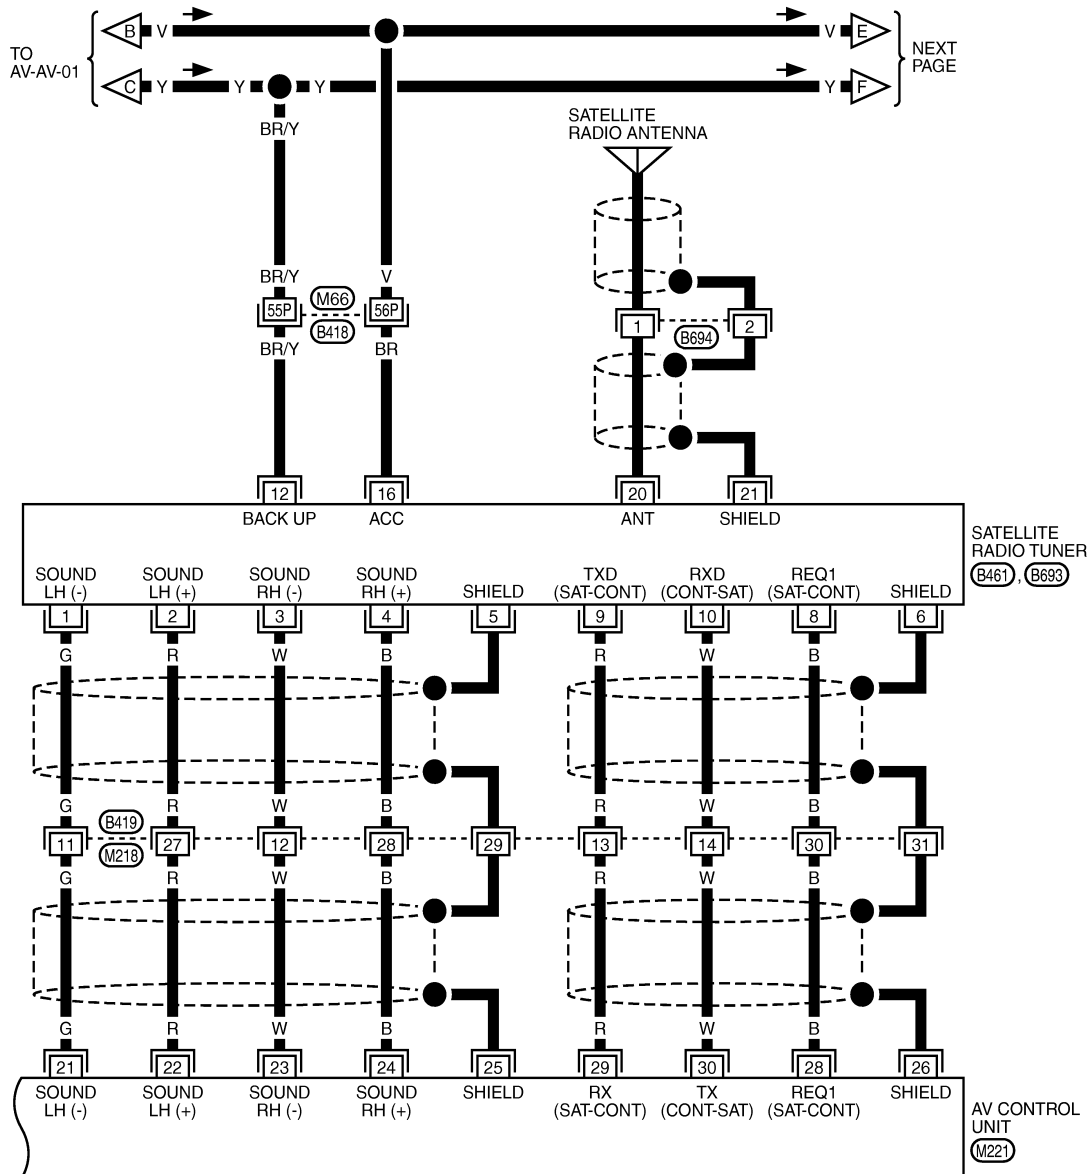 B V V E
TO
AV-AV-01
NEXT
PAGE
C Y Y Y Y F
SATELLITE
RADIO ANTENNA
BR/Y
BR/Y V
55P M66 56P
B418
BR/Y BR
1 2
B694
12 16 20 21
BACK UP ACC ANT SHIELD
SATELLITE
RADIO TUNER
B461 , B693
SOUND
LH (-)
SOUND
LH (+)
SOUND
RH (-)
SOUND
RH (+)
SHIELD
TXD
(SAT-CONT)
RXD
(CONT-SAT)
REQ1
(SAT-CONT)
SHIELD
1 2 3 4 5 9 10 8 6
G R W B R W B
G R W B R W B
B419
11 27 12 28 29 13 14 30 31
M218
G R W B R W B
G R W B R W B
21 22 23 24 25 29 30 28 26
SOUND
LH (-)
SOUND
LH (+)
SOUND
RH (-)
SOUND
RH (+)
SHIELD
RX
(SAT-CONT)
TX
(CONT-SAT)
REQ1
(SAT-CONT)
SHIELD
AV CONTROL
UNIT
M221